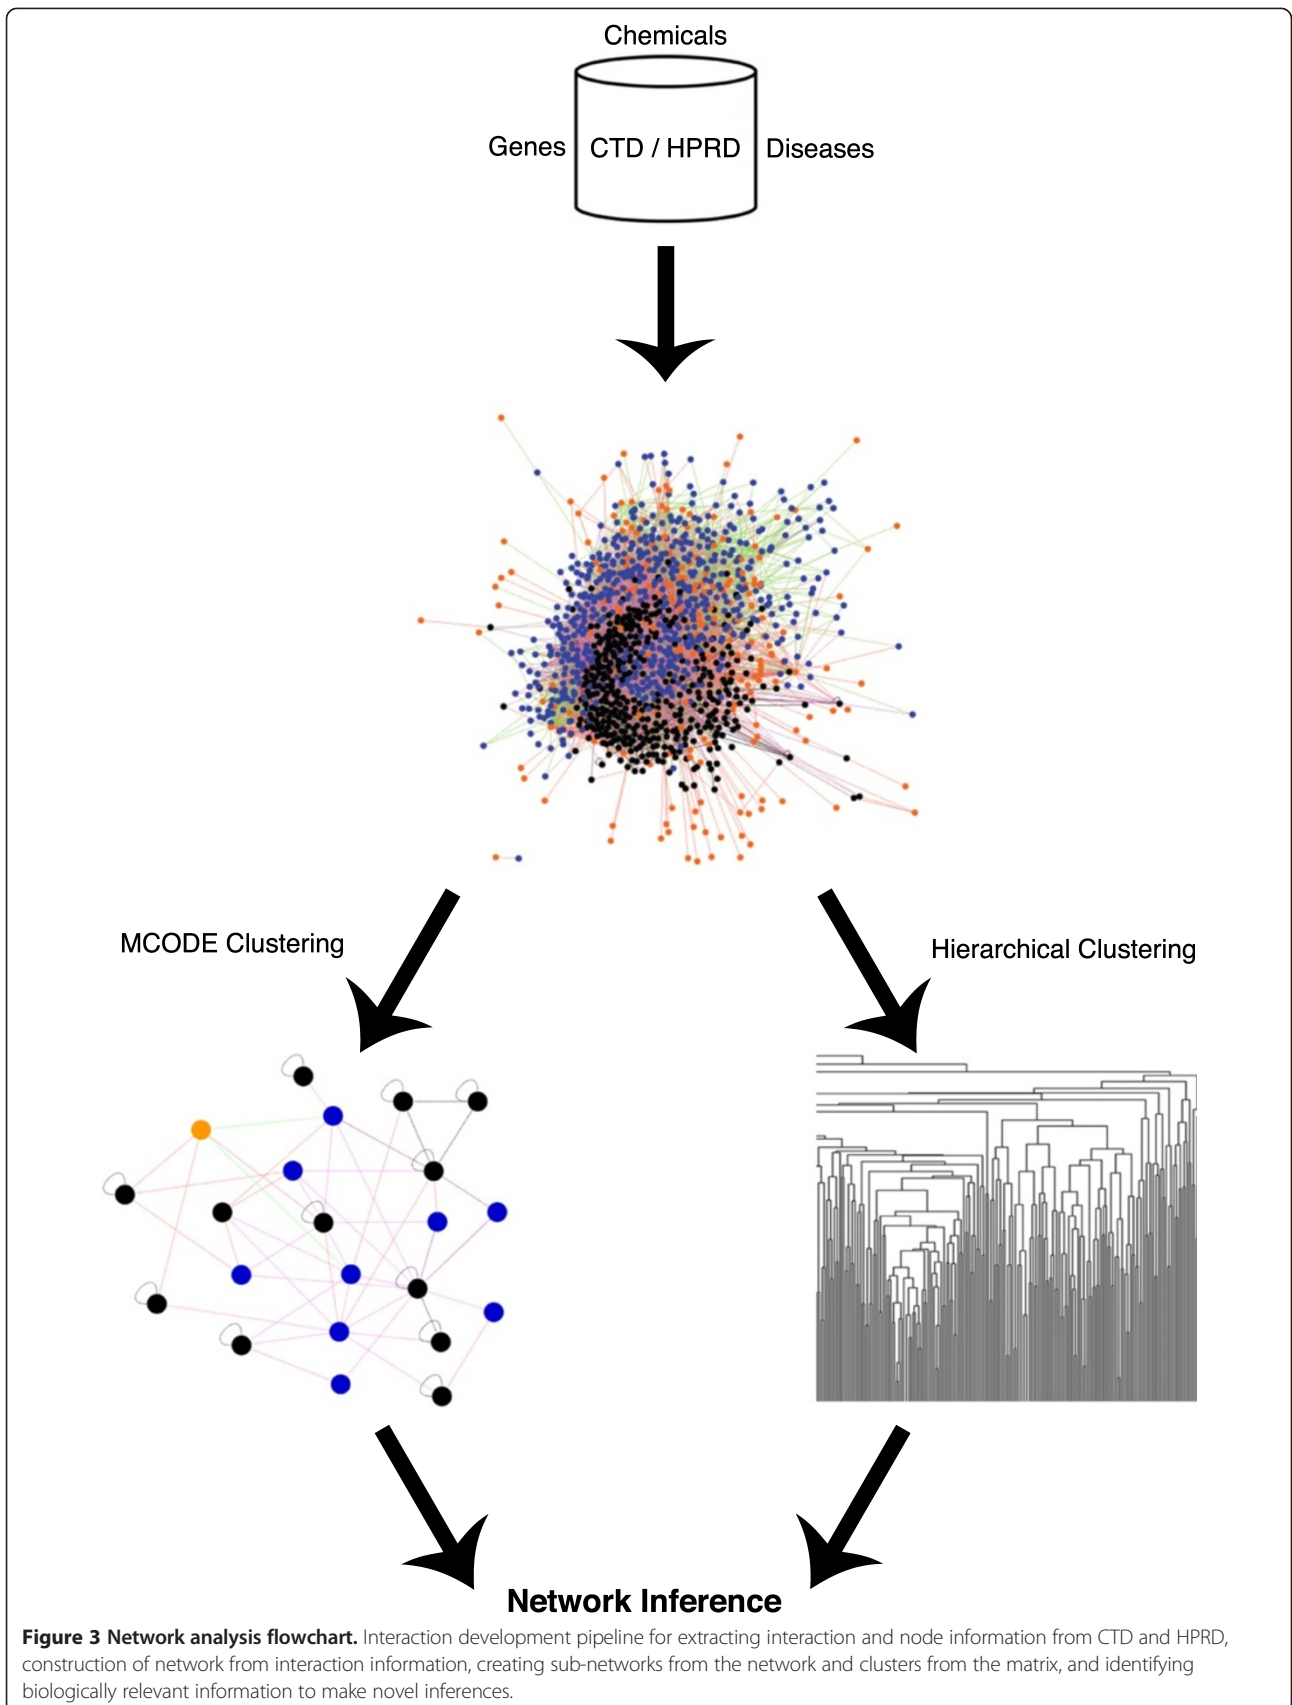 Chemicals
Genes CTD / HPRD Diseases
MCODE Clustering
Hierarchical Clustering
Network Inference
Figure 3 Network analysis flowchart. Interaction development pipeline for extracting interaction and node information from CTD and HPRD,
construction of network from interaction information, creating sub-networks from the network and clusters from the matrix, and identifying
biologically relevant information to make novel inferences.